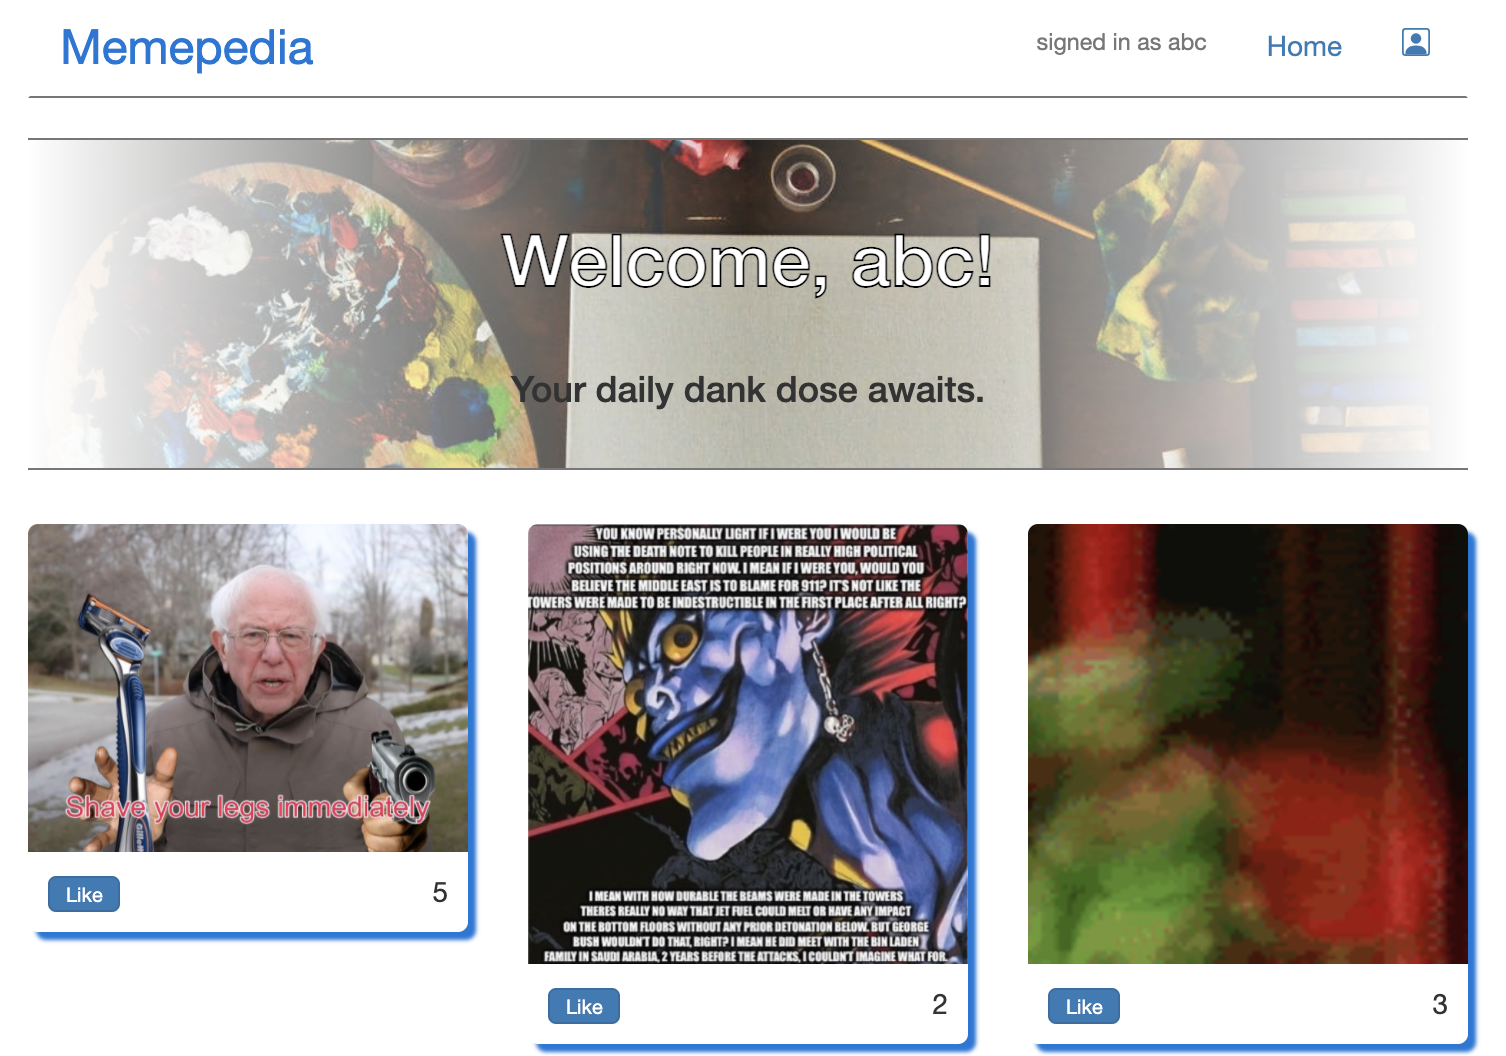 Memepedia
signed in as abc
Home
Welcome, abc!
Your daily dank dose awaits.
Shave your legs immediately
Like
5
YOU KNOW PERSONALLY LIGHT IF I WERE YOU I WOULD BE
USING THE DEATH NOTE TO KILL PEOPLE IN REALLY HIGH POLITICAL
POSITIONS AROUND RIGHT NOW. I MEAN IF I WERE YOU, WOULD YOU
BELIEVE THE MIDDLE EAST IS TO BLAME FOR 911? IT'S NOT LIKE THE
TOWERS WERE MADE TO BE INDESTRUCTIBLE IN THE FIRST PLACE AFTER ALL RIGHT?
I MEAN WITH HOW DURABLE THE BEAMS WERE MADE IN THE TOWERS
THERES REALLY NO WAY THAT JET FUEL COULD MELT OR HAVE ANY IMPACT
ON THE BOTTOM FLOORS WITHOUT ANY PRIOR DETONATION BELOW. BUT GEORGE
BUSH WOULDN'T DO THAT, RIGHT? I MEAN HE DID MEET WITH THE BIN LADEN
FAMILY IN SAUDI ARABIA, 2 YEARS BEFORE THE ATTACKS, I COULDN'T IMAGINE WHAT FOR.
Like
2
Like
3